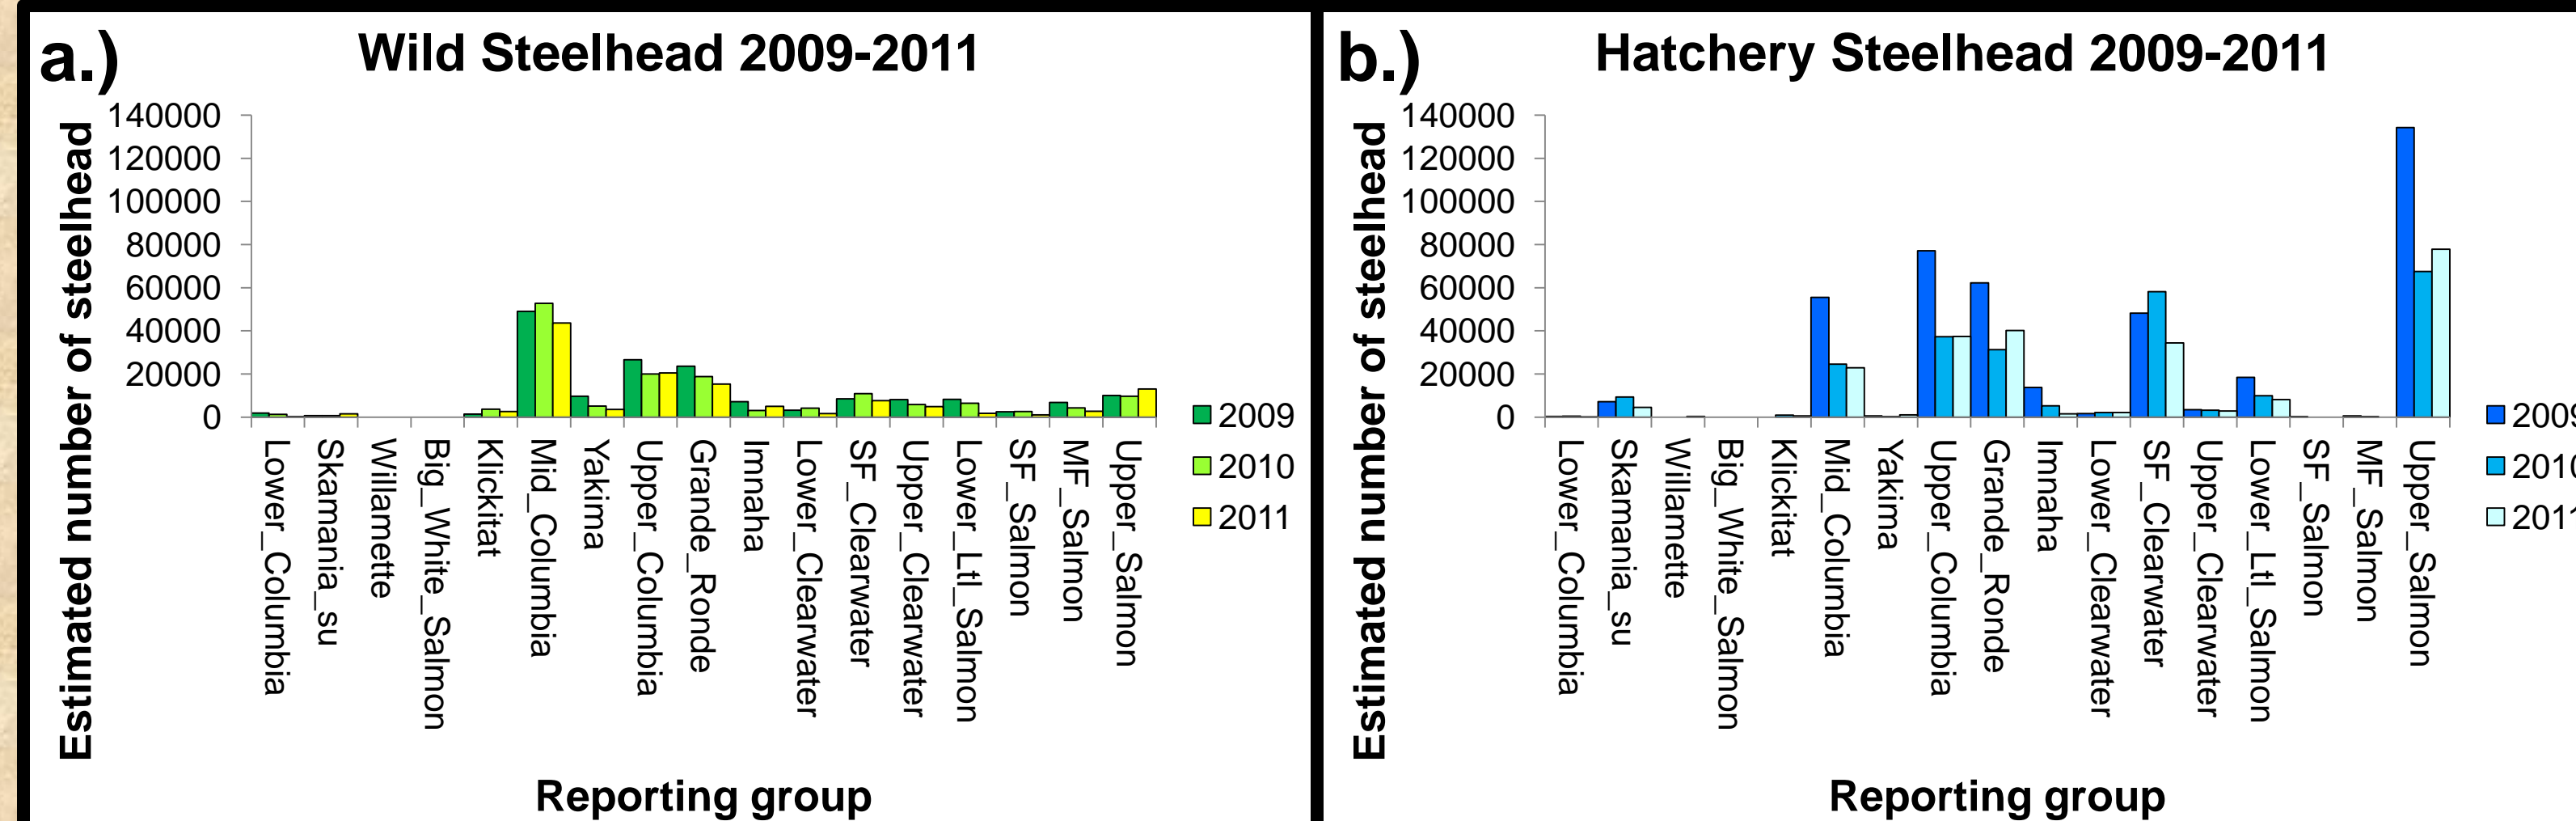 a.)
Wild Steelhead 2009-2011
Estimated number of steelhead
140000
120000
100000
80000
60000
40000
20000
0
Lower_Columbia
Skamania_su
Willamette
Big_White_Salmon
Klickitat
Mid_Columbia
Yakima
Upper_Columbia
Grande_Ronde
Imnaha
Lower_Clearwater
SF_Clearwater
Upper_Clearwater
Lower_Ltl_Salmon
SF_Salmon
MF_Salmon
Upper_Salmon
Reporting group
2009
2010
2011
b.)
Hatchery Steelhead 2009-2011
Estimated number of steelhead
140000
120000
100000
80000
60000
40000
20000
0
Lower_Columbia
Skamania_su
Willamette
Big_White_Salmon
Klickitat
Mid_Columbia
Yakima
Upper_Columbia
Grande_Ronde
Imnaha
Lower_Clearwater
SF_Clearwater
Upper_Clearwater
Lower_Ltl_Salmon
SF_Salmon
MF_Salmon
Upper_Salmon
Reporting group
2009
2010
2011